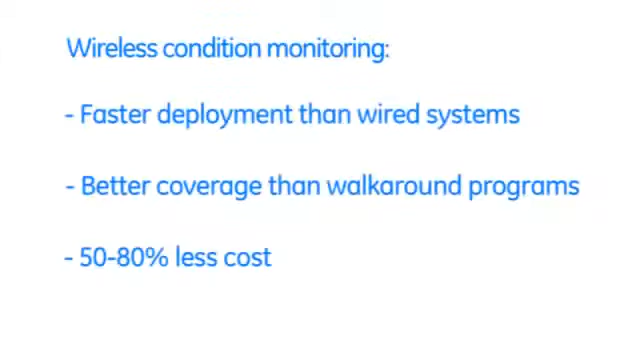 Wireless condition monitoring:
- Faster deployment than wired systems
- Better coverage than walkaround programs
- 50-80% less cost